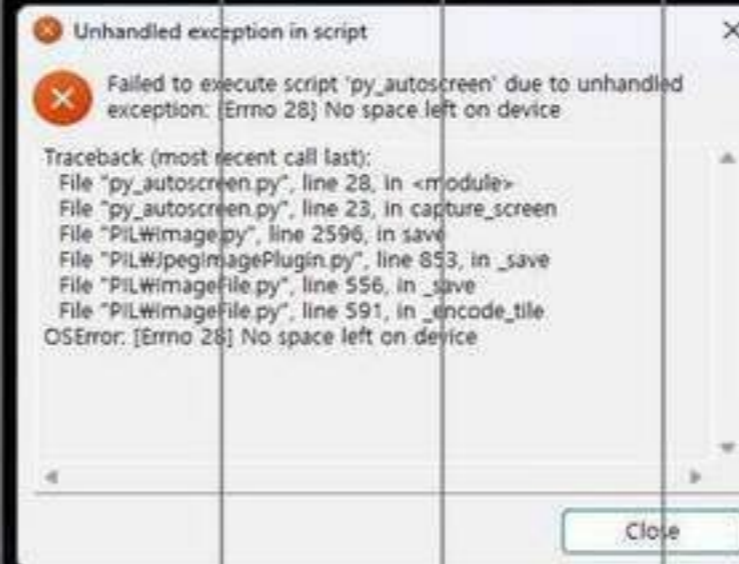 Unhandled exception in script
Failed to execute script 'py_autoscreen' due to unhandled
exception: [Errno 28] No space left on device
Traceback (most recent call last):
File "py_autoscreen.py", line 28, in <module>
File "py_autoscreen.py", line 23, in capture_screen
File "PIL₩Image.py", line 2596, in save
File "PIL₩JpegImagePlugin.py", line 853, in _save
File "PIL₩ImageFile.py", line 556, in _save
File "PIL₩ImageFile.py", line 591, in _encode_tile
OSError: [Errno 28] No space left on device
Close